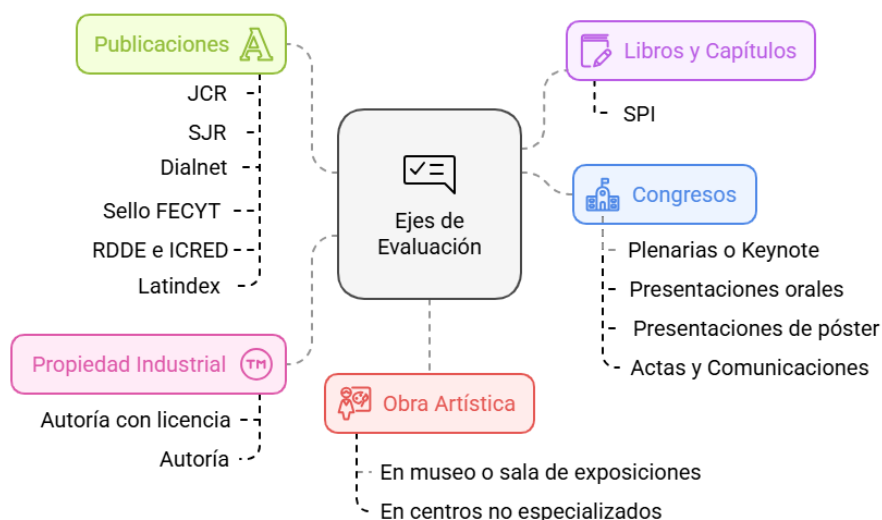 Publicaciones
JCR
SJR
Dialnet
Sello FECYT
RDDE e ICRED
Latindex
Propiedad Industrial
TM
Autoría con licencia
Autoría
Ejes de
Evaluación
Obra Artística
En museo o sala de exposiciones
En centros no especializados
Libros y Capítulos
SPI
Congresos
Plenarias o Keynote
Presentaciones orales
Presentaciones de póster
Actas y Comunicaciones